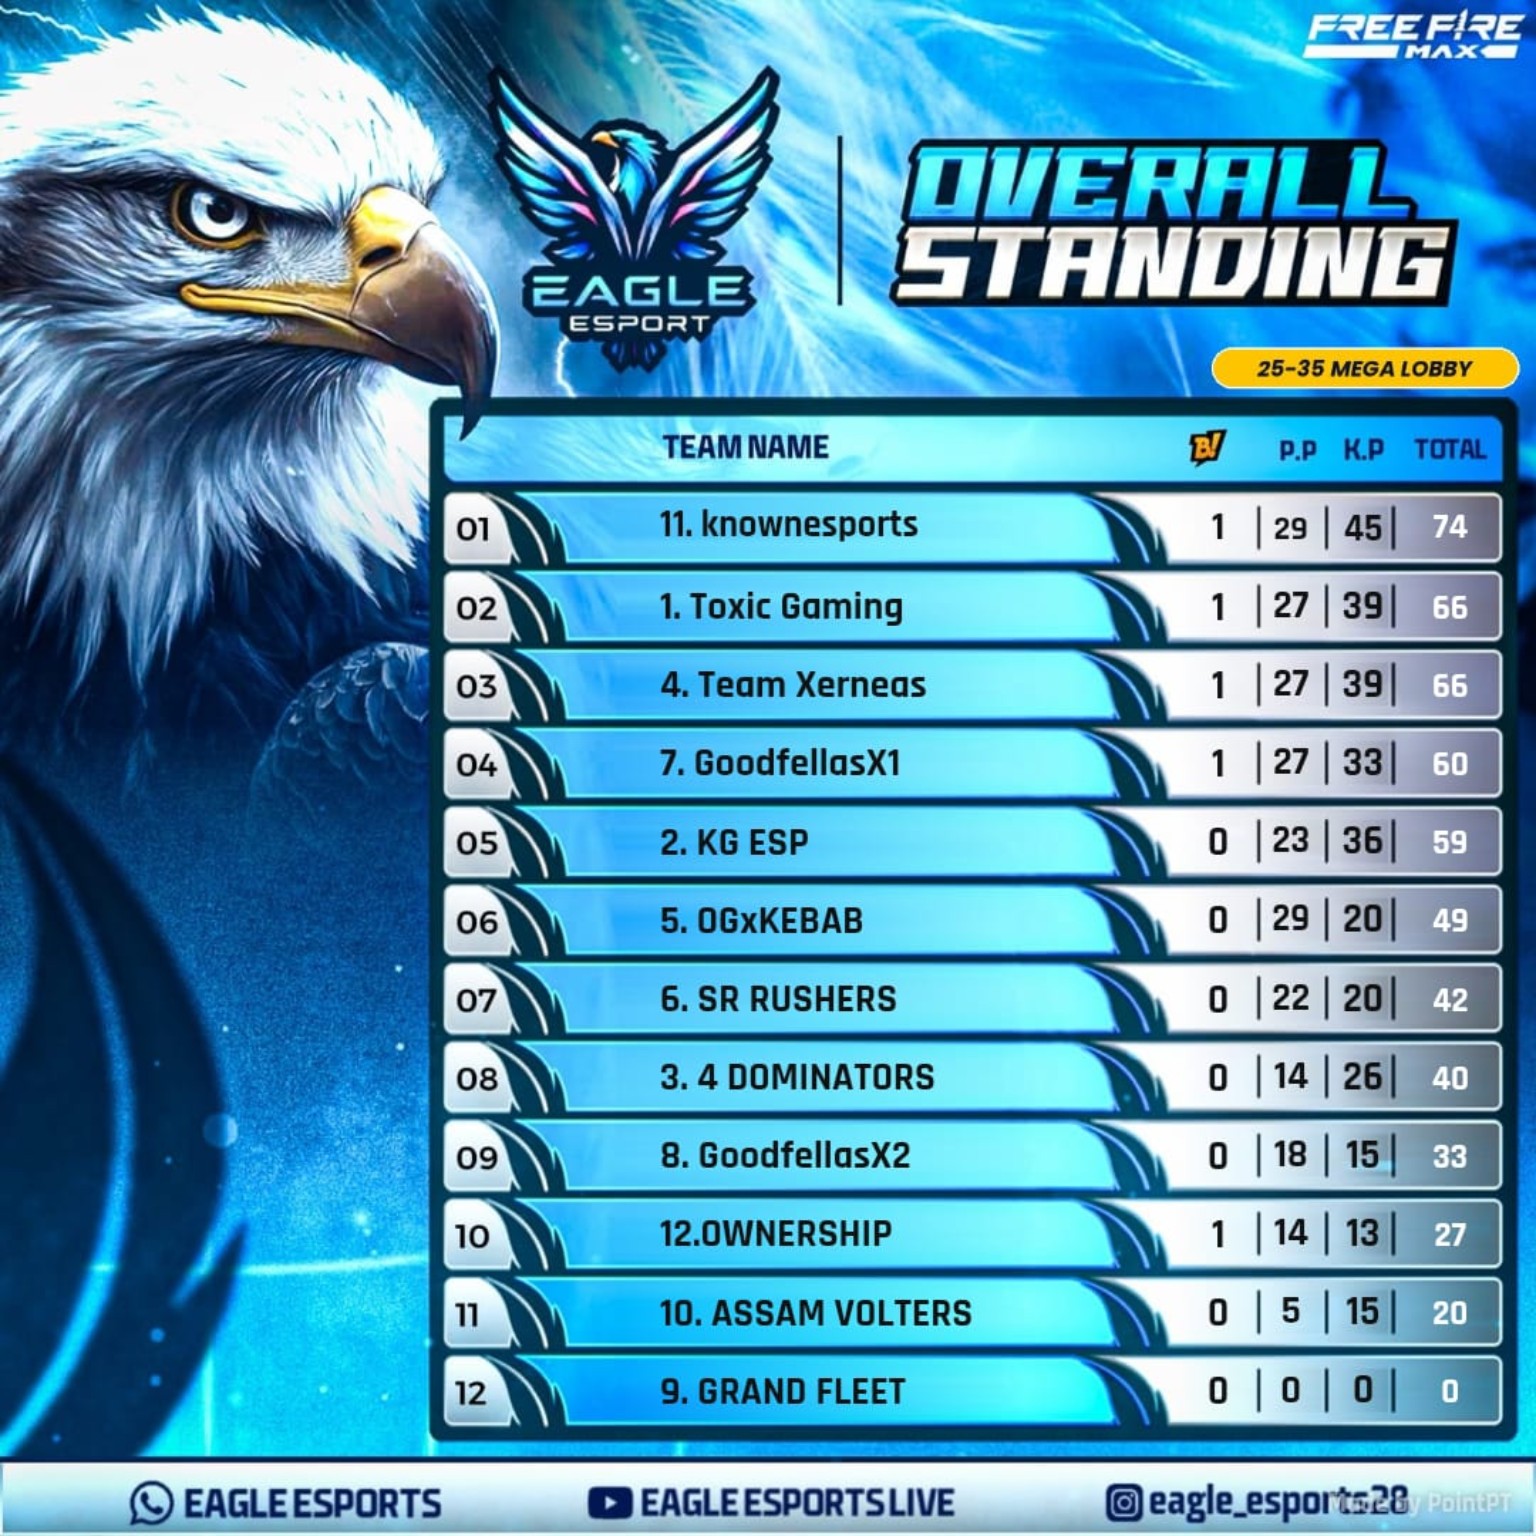 FREE FIRE
MAX
EAGLE
ESPORT
OVERALL
STANDING
25-35 MEGA LOBBY
TEAM NAME B! P.P K.P TOTAL
01 11. knownesports 1 29 45 74
02 1. Toxic Gaming 1 27 39 66
03 4. Team Xerneas 1 27 39 66
04 7. GoodfellasX1 1 27 33 60
05 2. KG ESP 0 23 36 59
06 5. OGxKEBAB 0 29 20 49
07 6. SR RUSHERS 0 22 20 42
08 3. 4 DOMINATORS 0 14 26 40
09 8. GoodfellasX2 0 18 15 33
10 12.OWNERSHIP 1 14 13 27
11 10. ASSAM VOLTERS 0 5 15 20
12 9. GRAND FLEET 0 0 0 0
EAGLE ESPORTS EAGLE ESPORTS LIVE eagle_esports38
Made by PointPT